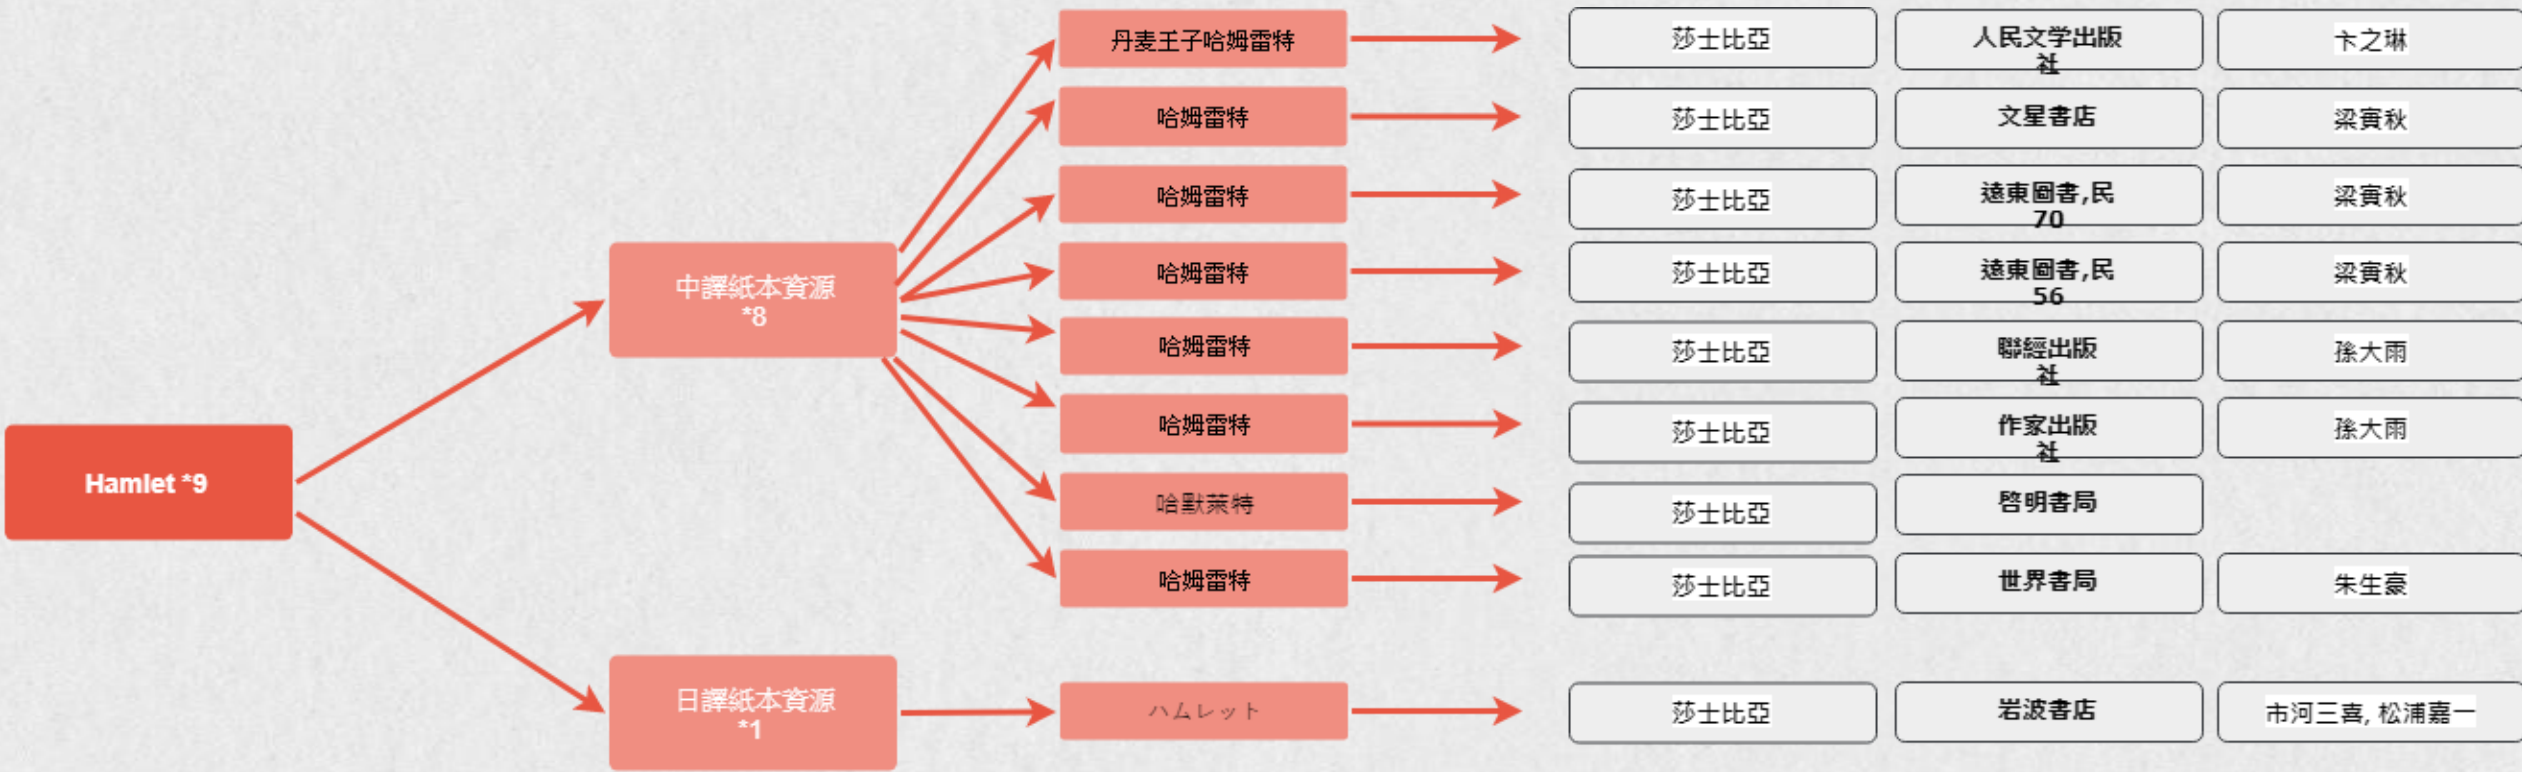 Hamlet *9
中譯紙本資源
*8
日譯紙本資源
*1
丹麦王子哈姆雷特
莎士比亞
人民文学出版
社
卞之琳
哈姆雷特
莎士比亞
文星書店
梁實秋
哈姆雷特
莎士比亞
遠東圖書,民
70
梁實秋
哈姆雷特
莎士比亞
遠東圖書,民
56
梁實秋
哈姆雷特
莎士比亞
聯經出版
社
孫大雨
哈姆雷特
莎士比亞
作家出版
社
孫大雨
哈默萊特
莎士比亞
啓明書局
哈姆雷特
莎士比亞
世界書局
朱生豪
ハムレット
莎士比亞
岩波書店
市河三喜, 松浦嘉一